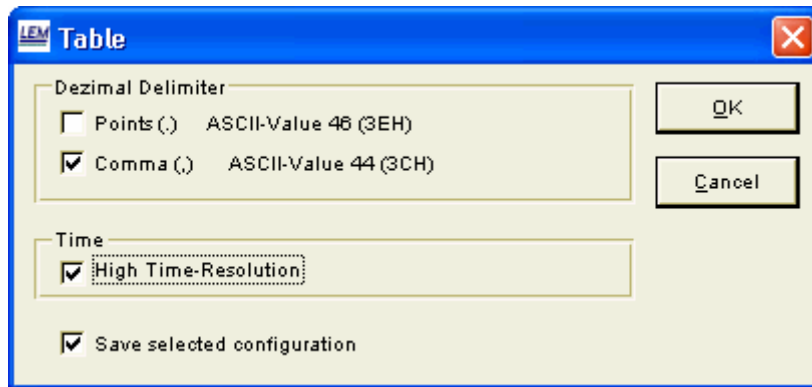 LEM Table
Dezimal Delimiter
Points(.) ASCII-Value 46 (3EH)
Comma(,) ASCII-Value 44 (3CH)
OK
Cancel
Time
High Time-Resolution
Save selected configuration